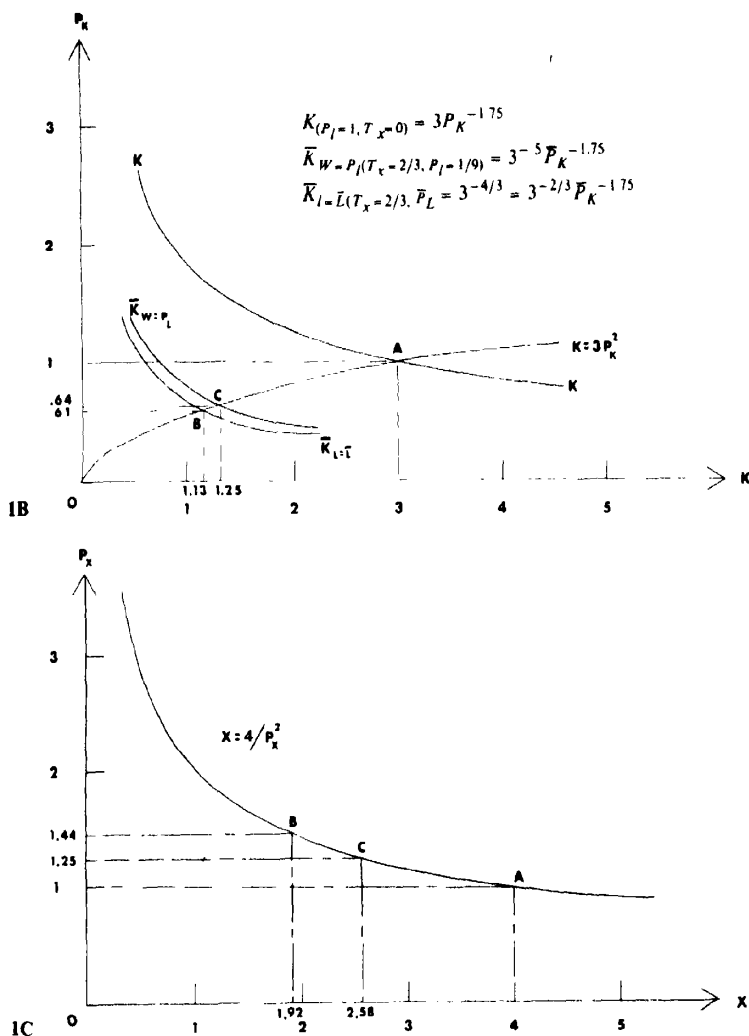 P_K
3
K_(P_l=1, T_x=0) = 3P_K^-1.75
K̄_W=P_l(T_x=2/3, P_l=1/9) = 3^-.5 P̄_K^-1.75
K̄_l=L̄(T_x=2/3, P̄_L = 3^-4/3 = 3^-2/3 P̄_K^-1.75
K
2
K̄_W=P_L
A
K=3P_K^2
1
.64
C
K
.61
B
K̄_L=L̄
1.13 1.25
0 1 2 3 4 5 K
1B
P_X
3
X=4/P_X^2
2
B
1,44
C
1,25
A
1
1,92 2,58
0 1 2 3 4 5 X
1C